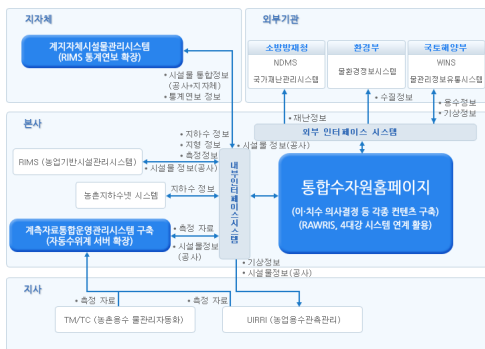 지자체
계지자체시설물관리시스템
(RIMS 통계연보 확장)
• 시설물 통합정보
(공사+지자체)
• 통계연보 정보
외부기관
소방방재청
NDMS
국가재난관리시스템
환경부
물환경정보시스템
국토해양부
WINS
물관리정보유통시스템
• 재난정보
• 수질정보
• 용수정보
• 기상정보
외부 인터페이스 시스템
본사
• 지하수 정보
• 지형 정보
• 측정정보
• 시설물 정보(공사)
RIMS (농업기반시설관리시스템)
• 시설물 정보(공사)
농촌지하수넷 시스템
지하수 정보
내부인터페이스시스템
통합수자원홈페이지
(이·치수 의사결정 등 각종 컨텐츠 구축)
(RAWRIS, 4대강 시스템 연계 활용)
계측자료통합운영관리시스템 구축
(자동수위계 서버 확장)
• 측정 자료
• 시설물정보
(공사)
• 기상정보
• 시설물정보(공사)
지사
• 측정 자료
• 측정 자료
TM/TC (농촌용수 물관리자동화)
UIRRI (농업용수관측관리)